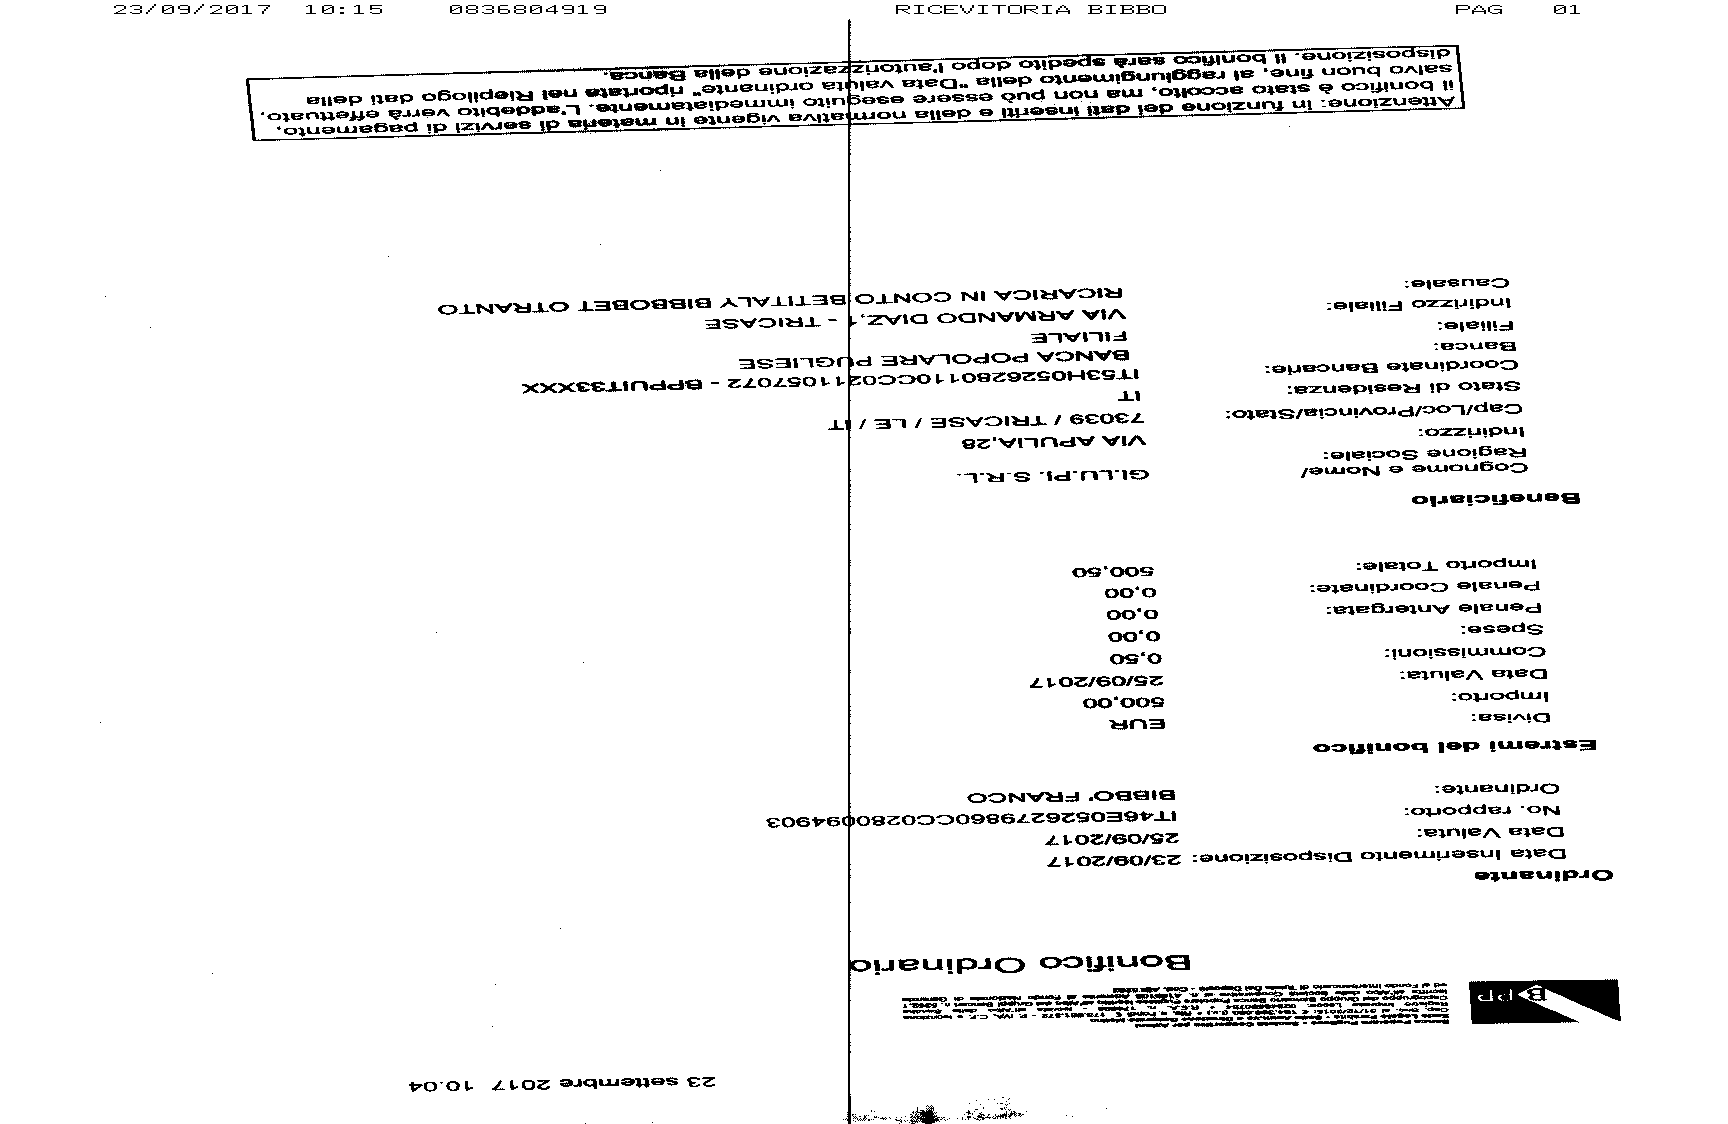 23/09/2017 10:15 0836804919 RICEVITORIA BIBBO PAG 01
23 settembre 2017 10.04
BPP
Banca Popolare Pugliese - Società Cooperativa per Azioni
Bonifico Ordinario
Ordinante
Data Inserimento Disposizione: 23/09/2017
Data Valuta: 25/09/2017
No. rapporto: IT46E0526279860CC0280094903
Ordinante: BIBBO' FRANCO
Estremi del bonifico
Divisa: EUR
Importo: 500,00
Data Valuta: 25/09/2017
Commissioni: 0,50
Spese: 0,00
Penale Antergata: 0,00
Penale Coordinate: 0,00
Importo Totale: 500,50
Beneficiario
Cognome e Nome/
Ragione Sociale: GI.LU.PI. S.R.L.
Indirizzo: VIA APULIA,28
Cap/Loc/Provincia/Stato: 73039 / TRICASE / LE / IT
Stato di Residenza: IT
Coordinate Bancarie: IT53H0526280110CC0211057072 - BPPUIT33XXX
Banca: BANCA POPOLARE PUGLIESE
Filiale: FILIALE
Indirizzo Filiale: VIA ARMANDO DIAZ,1 - TRICASE
Causale: RICARICA IN CONTO BETITALY BIBBOBET OTRANTO
Attenzione: in funzione dei dati inseriti e della normativa vigente in materia di servizi di pagamento,
il bonifico è stato accolto, ma non può essere eseguito immediatamente. L'addebito verrà effettuato,
salvo buon fine, al raggiungimento della "Data valuta ordinante" riportata nel Riepilogo dati della
disposizione. Il bonifico sarà spedito dopo l'autorizzazione della Banca.